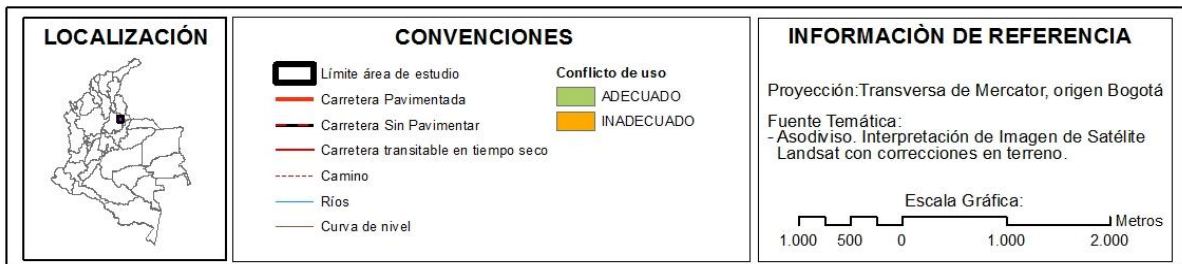 LOCALIZACIÓN
CONVENCIONES
Límite área de estudio
Carretera Pavimentada
Carretera Sin Pavimentar
Carretera transitable en tiempo seco
Camino
Ríos
Curva de nivel
Conflicto de uso
ADECUADO
INADECUADO
INFORMACIÒN DE REFERENCIA
Proyección:Transversa de Mercator, origen Bogotá
Fuente Temática:
- Asodiviso. Interpretación de Imagen de Satélite
Landsat con correcciones en terreno.
Escala Gráfica:
Metros
1.000 500 0 1.000 2.000